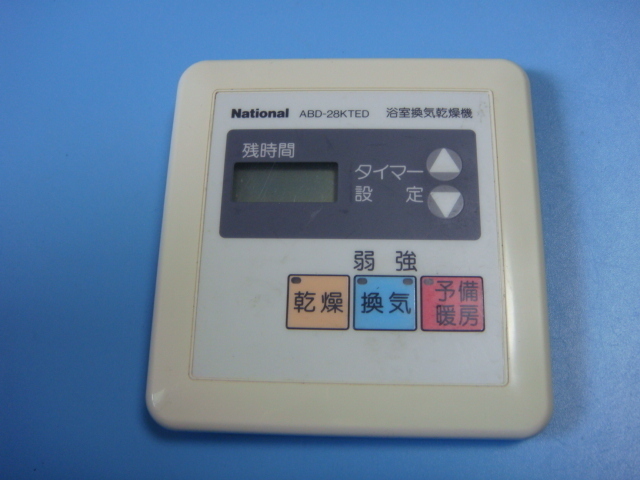 National ABD-28KTED 浴室換気乾燥機
残時間
タイマー
設定
弱 強
乾燥 換気 予備
暖房